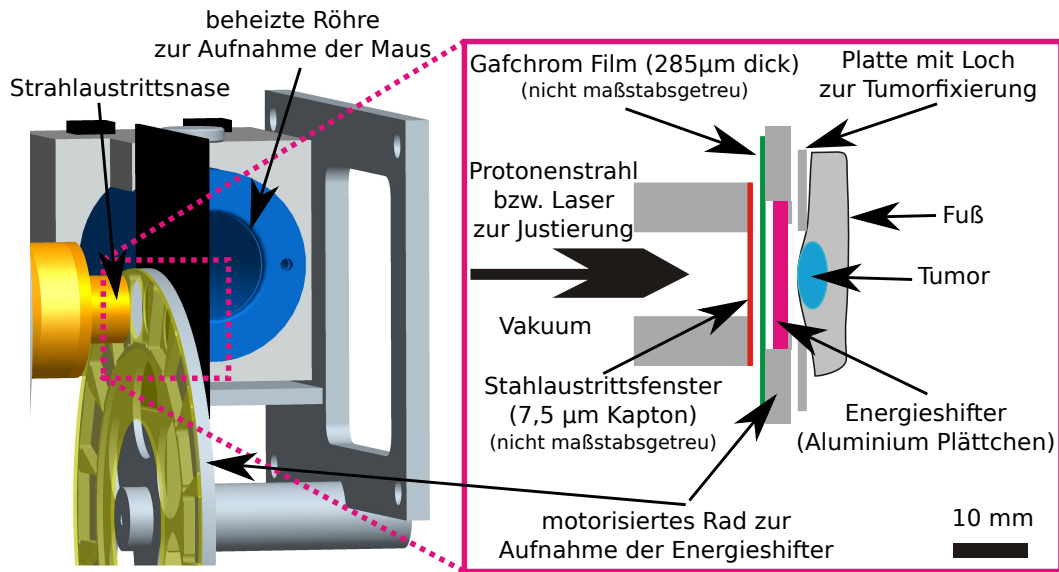 beheizte Röhre
zur Aufnahme der Maus
Strahlaustrittsnase
Gafchrom Film (285µm dick)
(nicht maßstabsgetreu)
Platte mit Loch
zur Tumorfixierung
Protonenstrahl
bzw. Laser
zur Justierung
Fuß
Tumor
Vakuum
Stahlaustrittsfenster
(7,5 µm Kapton)
(nicht maßstabsgetreu)
Energieshifter
(Aluminium Plättchen)
motorisiertes Rad zur
Aufnahme der Energieshifter
10 mm